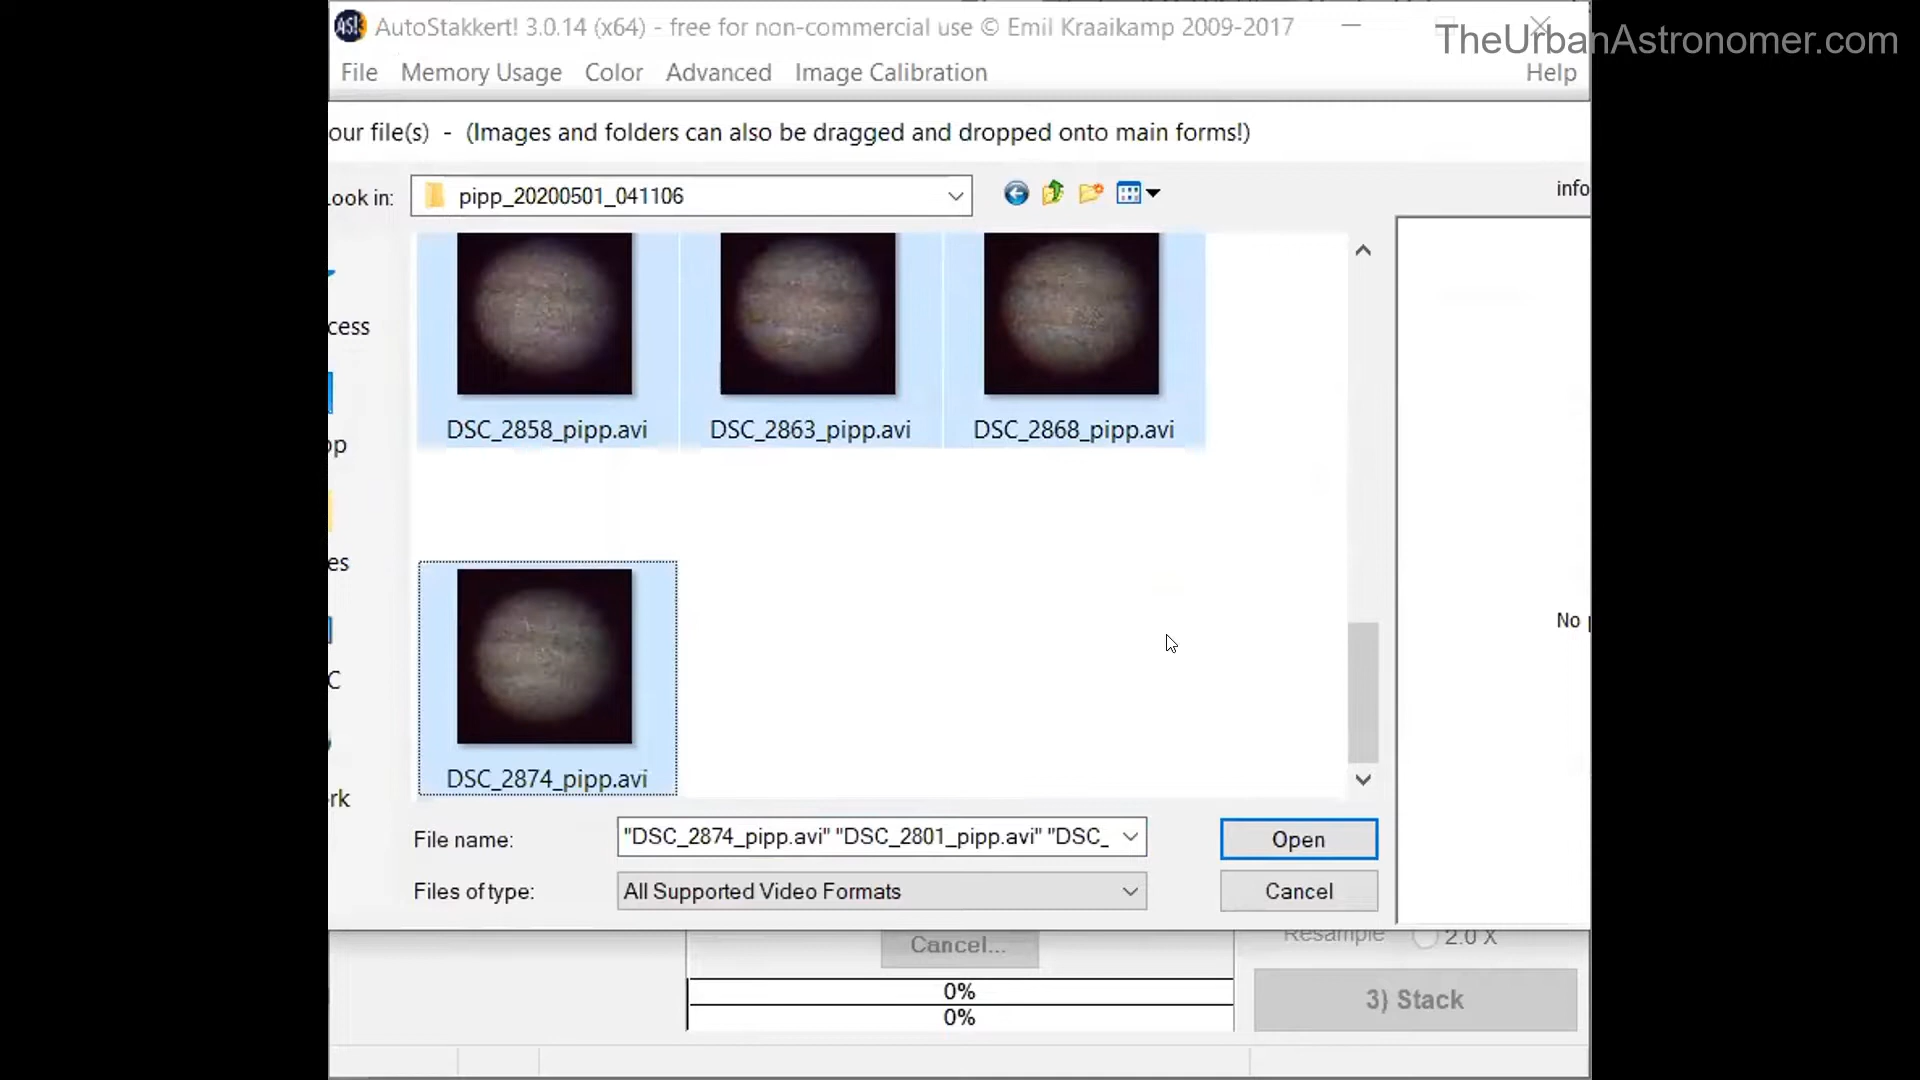 AutoStakkert! 3.0.14 (x64) - free for non-commercial use © Emil Kraaikamp 2009-2017
TheUrbanAstronomer.com
File Memory Usage Color Advanced Image Calibration Help
our file(s) - (Images and folders can also be dragged and dropped onto main forms!)
info
Look in: pipp_20200501_041106
cess
DSC_2858_pipp.avi DSC_2863_pipp.avi DSC_2868_pipp.avi
op
es
No
C
DSC_2874_pipp.avi
rk
File name: "DSC_2874_pipp.avi" "DSC_2801_pipp.avi" "DSC_ Open
Files of type: All Supported Video Formats Cancel
Cancel...
Resample 2.0 X
0%
0%
3) Stack